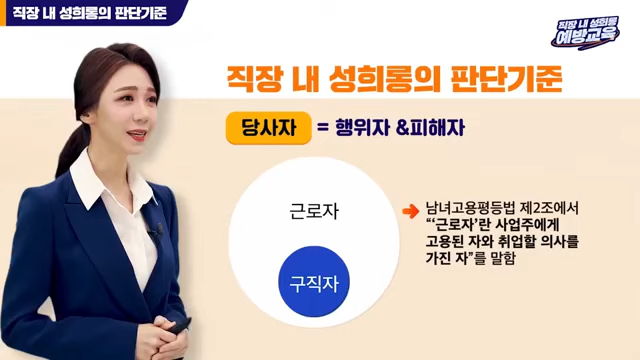 직장 내 성희롱의 판단기준
직장 내 성희롱
예방교육
직장 내 성희롱의 판단기준
당사자 = 행위자 &피해자
근로자
구직자
남녀고용평등법 제2조에서
“‘근로자’란 사업주에게
고용된 자와 취업할 의사를
가진 자”를 말함